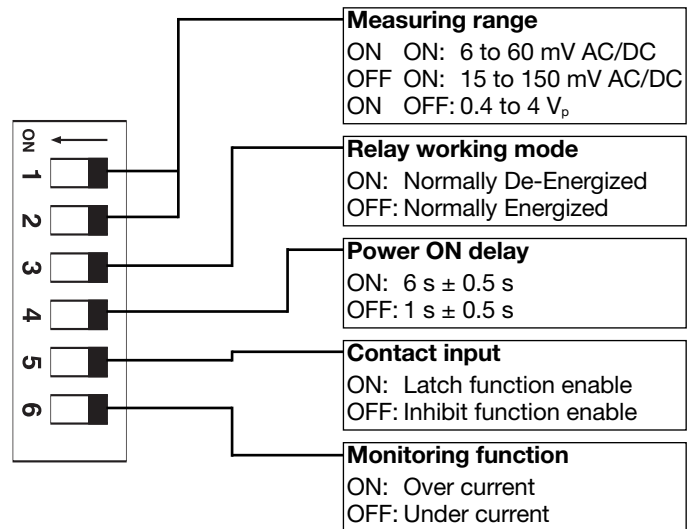 Measuring range
ON ON: 6 to 60 mV AC/DC
OFF ON: 15 to 150 mV AC/DC
ON OFF: 0.4 to 4 Vₚ
ON
1
2
3
4
5
6
Relay working mode
ON: Normally De-Energized
OFF: Normally Energized
Power ON delay
ON: 6 s ± 0.5 s
OFF: 1 s ± 0.5 s
Contact input
ON: Latch function enable
OFF: Inhibit function enable
Monitoring function
ON: Over current
OFF: Under current